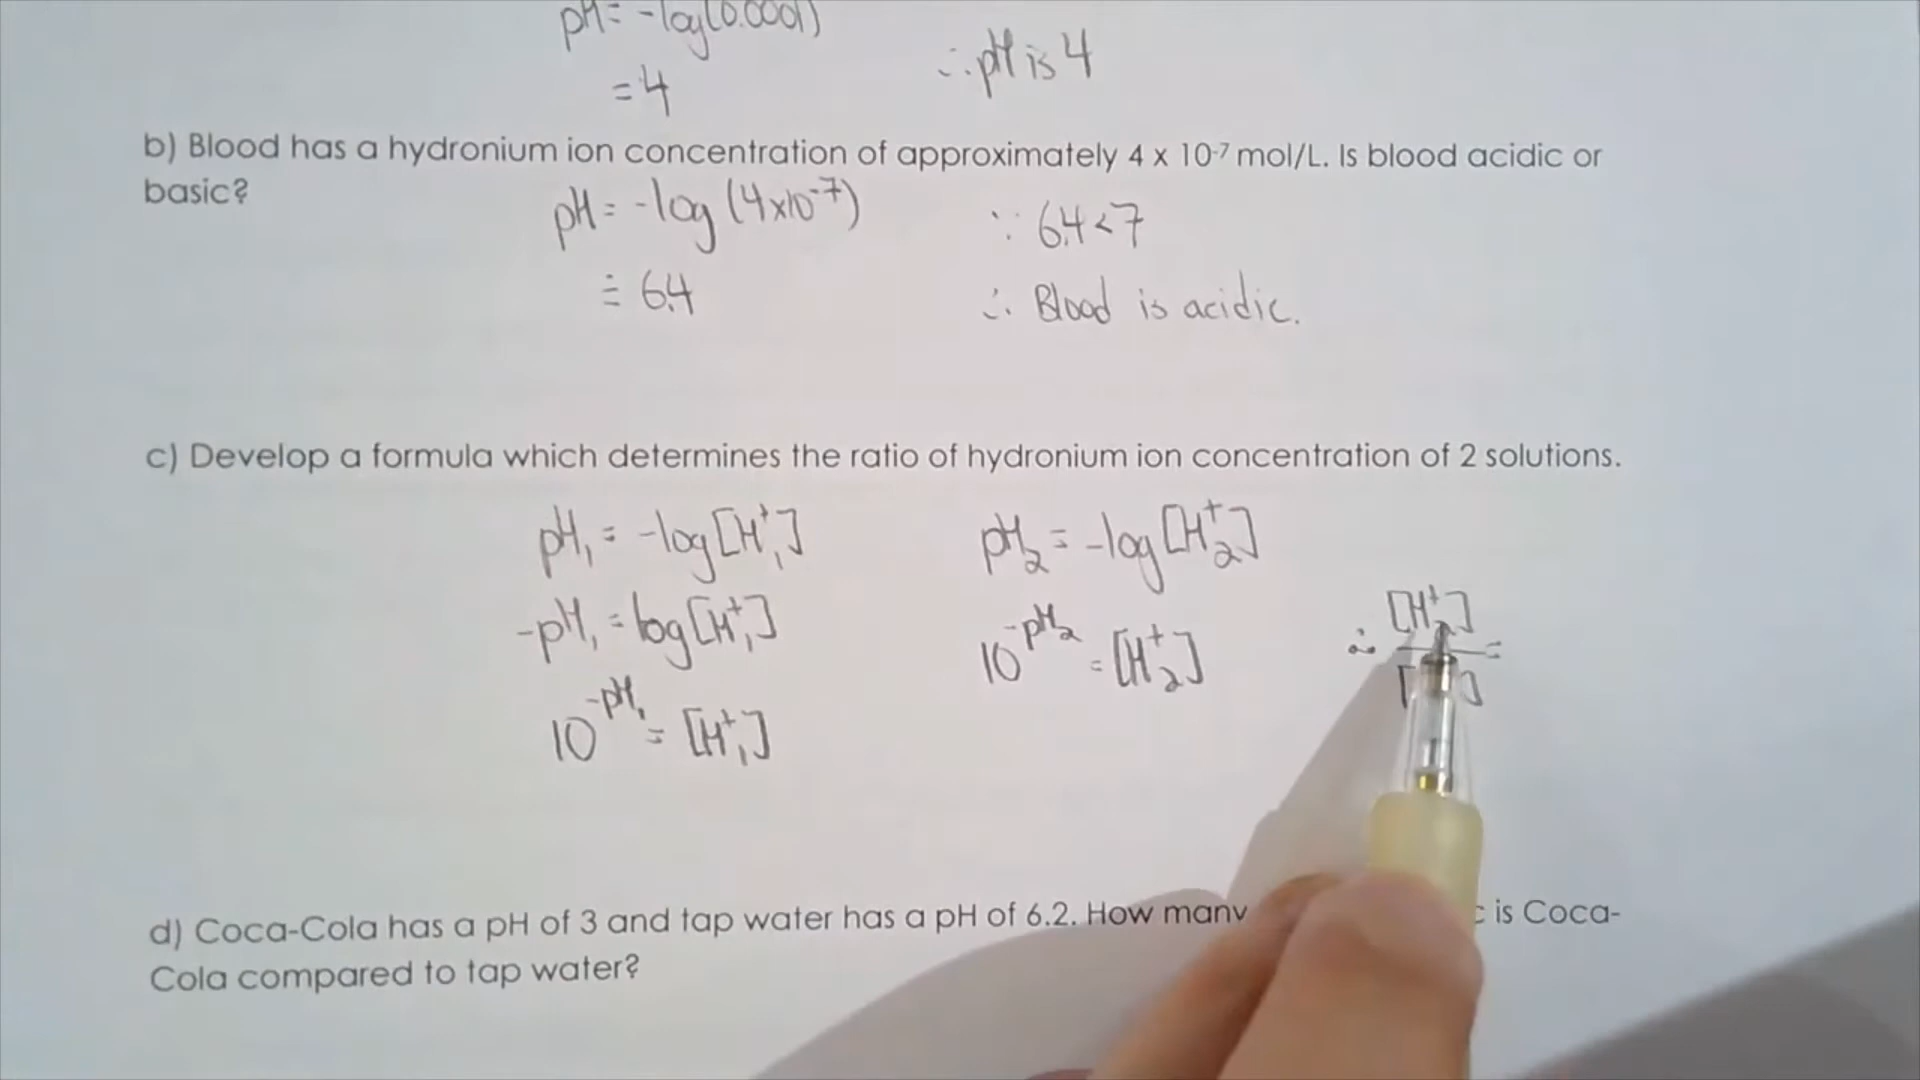 pH = -log(0.0001)
= 4
∴ pH is 4
b) Blood has a hydronium ion concentration of approximately 4 x 10⁻⁷ mol/L. Is blood acidic or
basic?
pH = -log (4x10⁻⁷)
≐ 6.4
∵ 6.4 < 7
∴ Blood is acidic.
c) Develop a formula which determines the ratio of hydronium ion concentration of 2 solutions.
pH₁ = -log[H⁺₁]
-pH₁ = log[H⁺₁]
10^-pH₁ = [H⁺₁]
pH₂ = -log[H⁺₂]
10^-pH₂ = [H⁺₂]
∴ [H⁺₂]
[ ] =
d) Coca-Cola has a pH of 3 and tap water has a pH of 6.2. How many is Coca-
Cola compared to tap water?